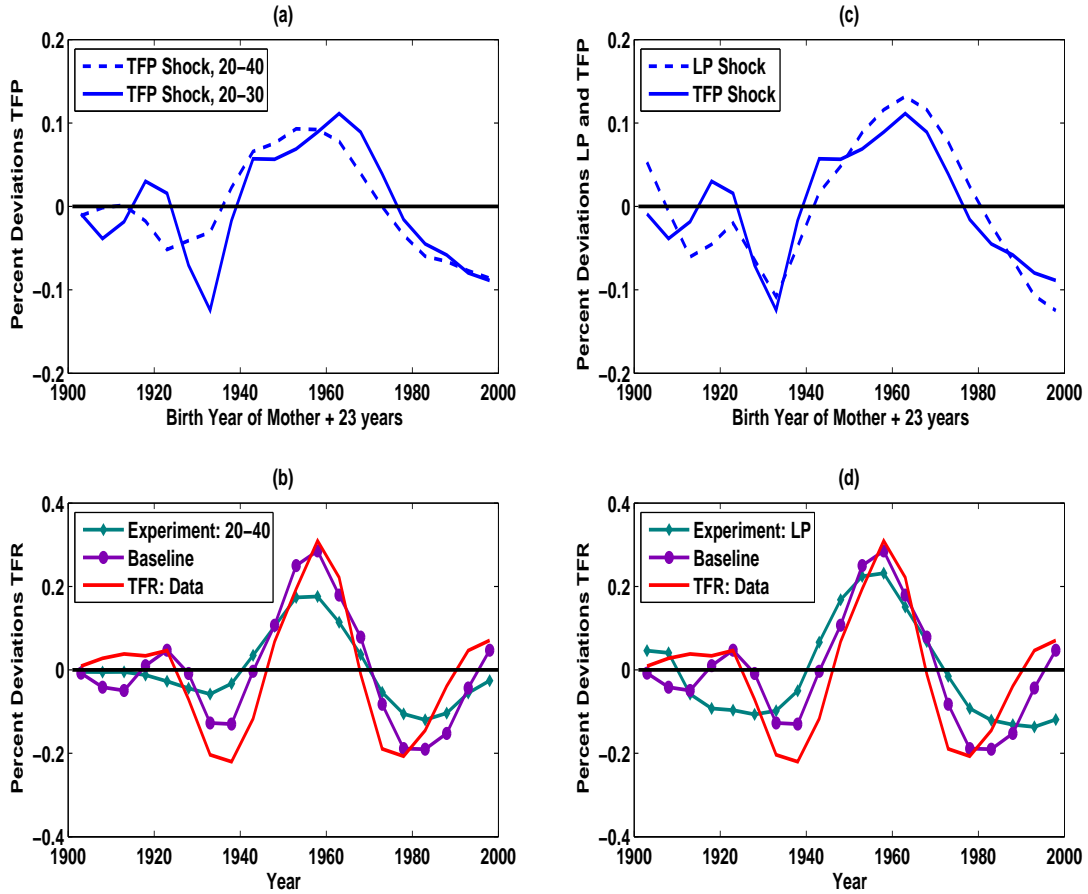 (a)
Percent Deviations TFP
0.2
0.1
0
−0.1
−0.2
TFP Shock, 20−40
TFP Shock, 20−30
1900 1920 1940 1960 1980 2000
Birth Year of Mother + 23 years
(c)
Percent Deviations LP and TFP
0.2
0.1
0
−0.1
−0.2
LP Shock
TFP Shock
1900 1920 1940 1960 1980 2000
Birth Year of Mother + 23 years
(b)
Percent Deviations TFR
0.4
0.2
0
−0.2
−0.4
Experiment: 20−40
Baseline
TFR: Data
1900 1920 1940 1960 1980 2000
Year
(d)
Percent Deviations TFR
0.4
0.2
0
−0.2
−0.4
Experiment: LP
Baseline
TFR: Data
1900 1920 1940 1960 1980 2000
Year